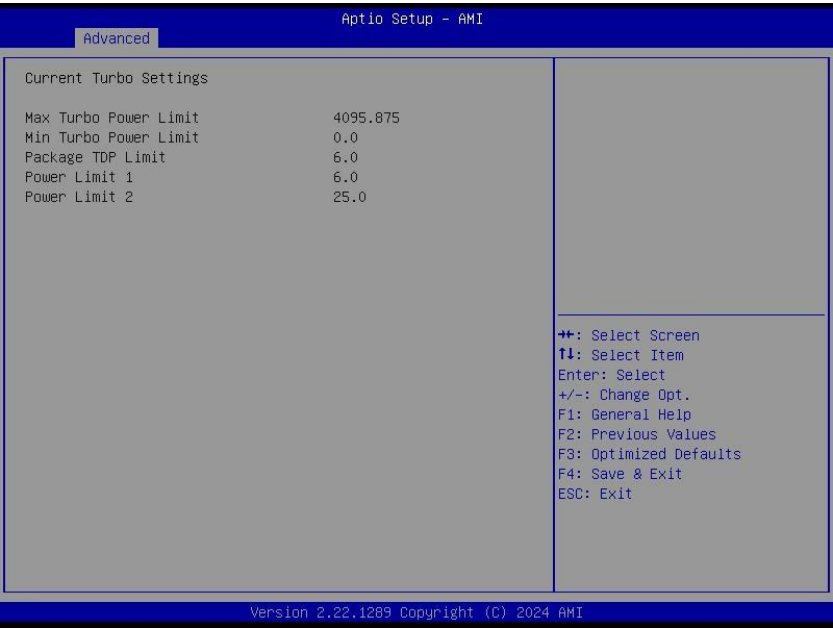 Aptio Setup – AMI
Advanced
Current Turbo Settings
Max Turbo Power Limit 4095.875
Min Turbo Power Limit 0.0
Package TDP Limit 6.0
Power Limit 1 6.0
Power Limit 2 25.0
→←: Select Screen
↑↓: Select Item
Enter: Select
+/-: Change Opt.
F1: General Help
F2: Previous Values
F3: Optimized Defaults
F4: Save & Exit
ESC: Exit
Version 2.22.1289 Copyright (C) 2024 AMI